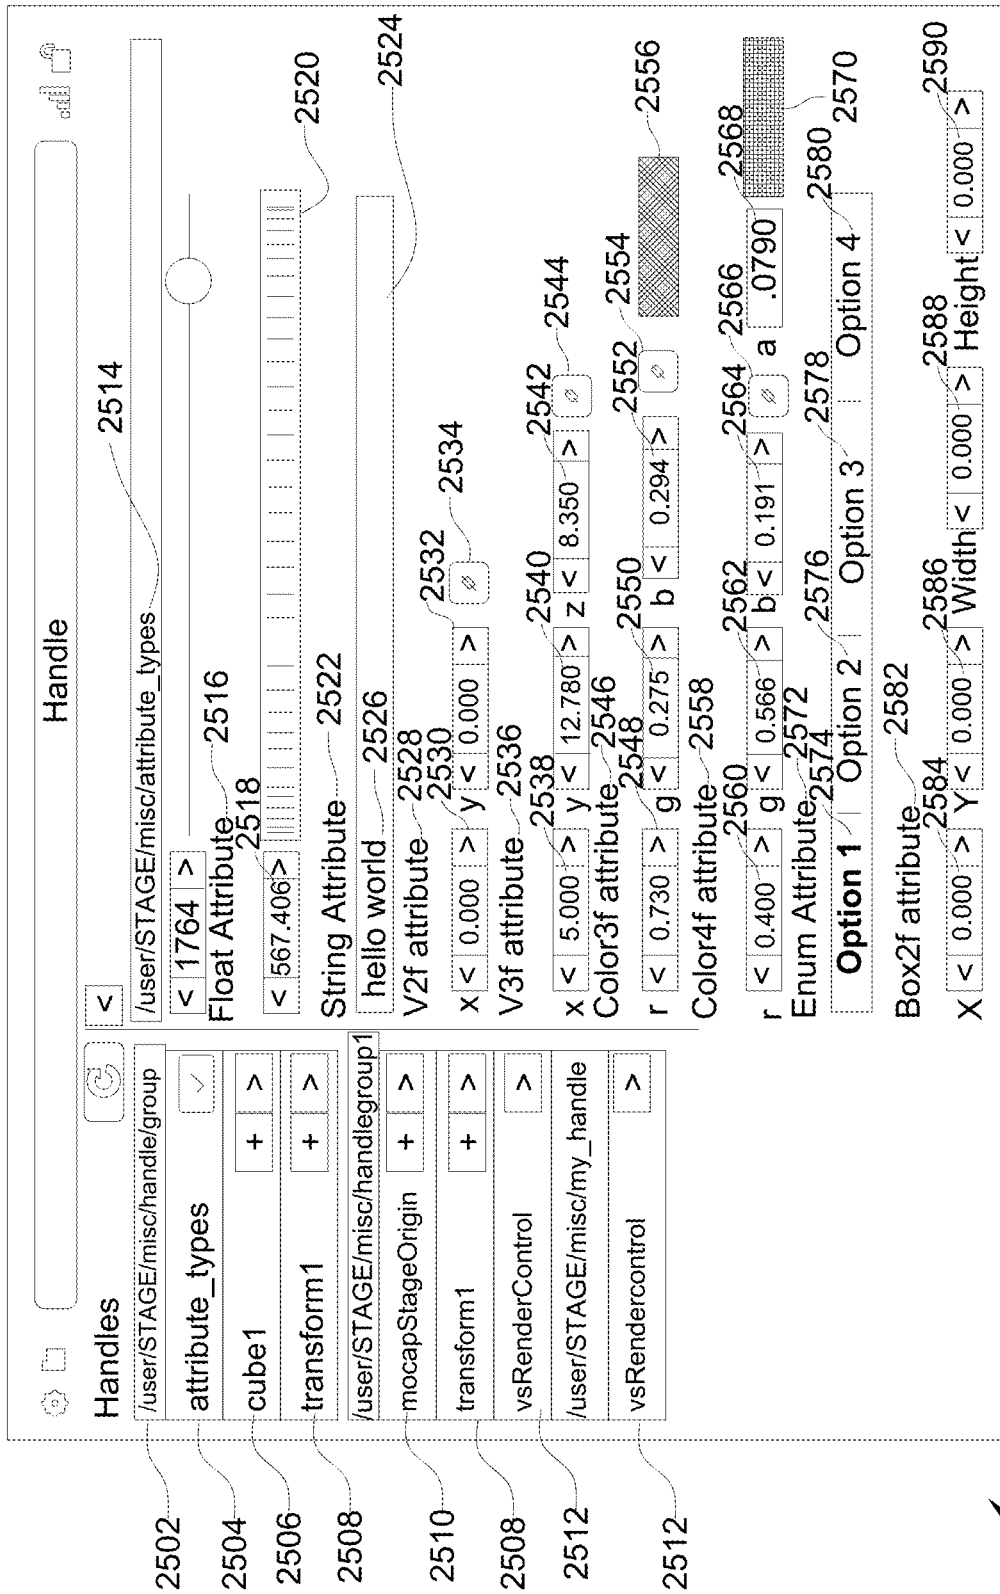 Handle
Handles
<
/user/STAGE/misc/handle/group
attribute_types
cube1 + >
transform1 + >
/user/STAGE/misc/handlegroup1
mocapStageOrigin + >
transform1 + >
vsRenderControl >
/user/STAGE/misc/my_handle
vsRendercontrol >
2502
2504
2506
2508
2510
2508
2512
2512
/user/STAGE/misc/attribute_types 2514
< 1764 >
Float Attribute 2516
2518
< 567.406 > 2520
String Attribute 2522
hello world 2526 2524
V2f attribute 2528
2530 2532 2534
x < 0.000 > y < 0.000 >
V3f attribute 2536
2538 2540 2542 2544
x < 5.000 > y < 12.780 > z < 8.350 >
Color3f attribute 2546
2548 2550 2552 2554 2556
r < 0.730 > g < 0.275 > b < 0.294 >
Color4f attribute 2558
2560 2562 2564 2566 2568
r < 0.400 > g < 0.566 > b < 0.191 > a .0790 2570
Enum Attribute 2572
2574 2576 2578 2580
Option 1 | Option 2 | Option 3 | Option 4
Box2f attribute 2582
2584 2586 2588 2590
X < 0.000 > Y < 0.000 > Width < 0.000 > Height < 0.000 >